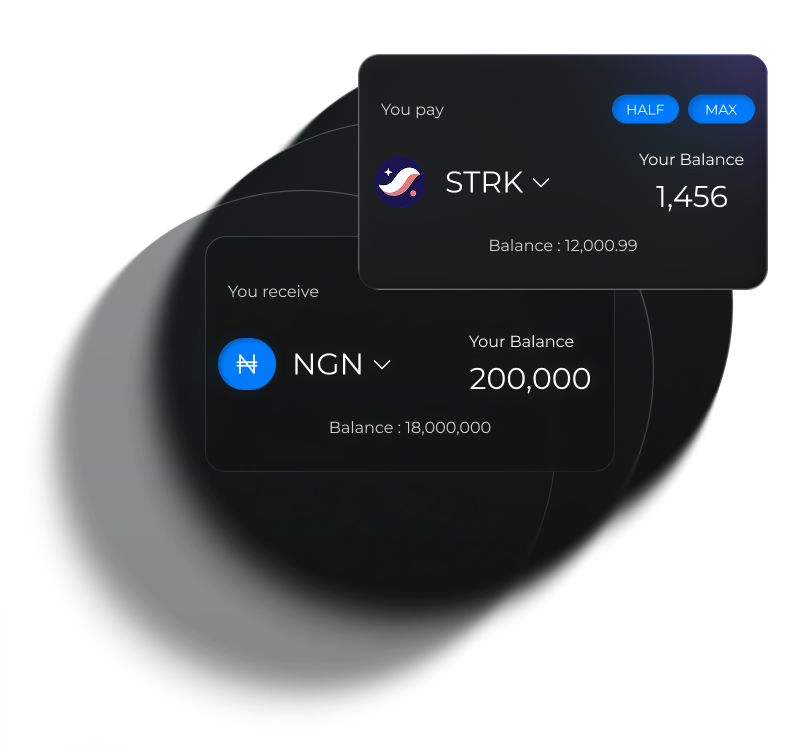 You pay
HALF
MAX
Your Balance
STRK
1,456
Balance : 12,000.99
You receive
Your Balance
₦
NGN
200,000
Balance : 18,000,000